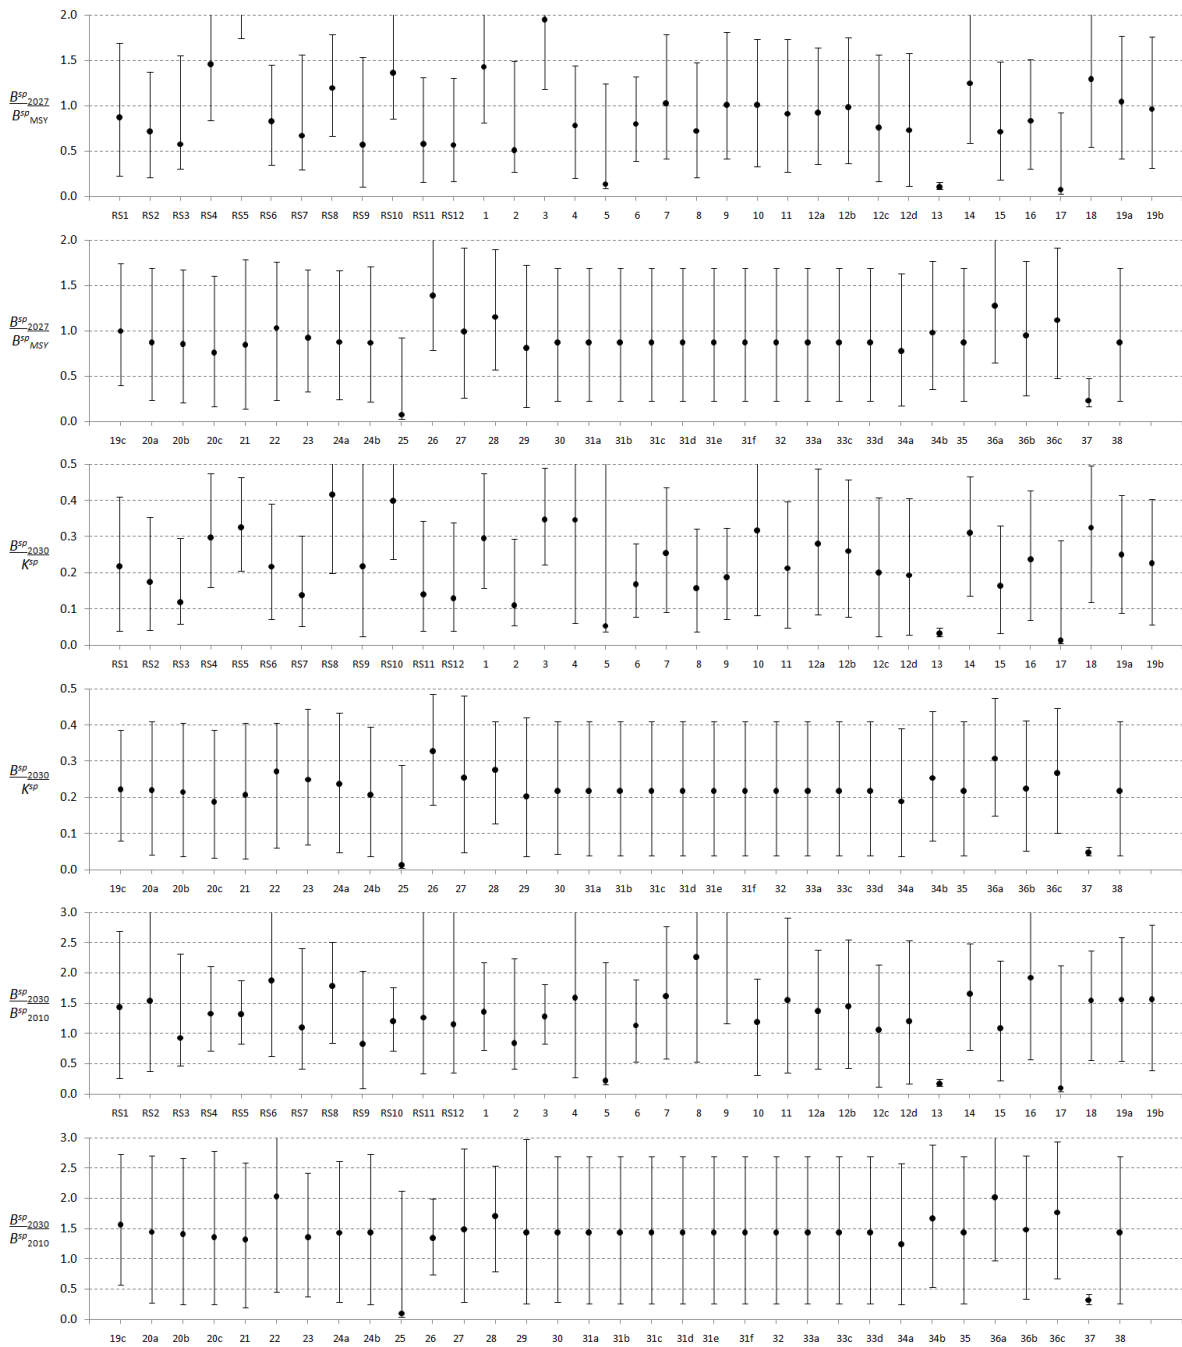 2.0
1.5
1.0
0.5
0.0
B^sp_2027
B^sp_MSY
RS1 RS2 RS3 RS4 RS5 RS6 RS7 RS8 RS9 RS10 RS11 RS12 1 2 3 4 5 6 7 8 9 10 11 12a 12b 12c 12d 13 14 15 16 17 18 19a 19b
2.0
1.5
1.0
0.5
0.0
B^sp_2027
B^sp_MSY
19c 20a 20b 20c 21 22 23 24a 24b 25 26 27 28 29 30 31a 31b 31c 31d 31e 31f 32 33a 33c 33d 34a 34b 35 36a 36b 36c 37 38
0.5
0.4
0.3
0.2
0.1
0.0
B^sp_2030
K^sp
RS1 RS2 RS3 RS4 RS5 RS6 RS7 RS8 RS9 RS10 RS11 RS12 1 2 3 4 5 6 7 8 9 10 11 12a 12b 12c 12d 13 14 15 16 17 18 19a 19b
0.5
0.4
0.3
0.2
0.1
0.0
B^sp_2030
K^sp
19c 20a 20b 20c 21 22 23 24a 24b 25 26 27 28 29 30 31a 31b 31c 31d 31e 31f 32 33a 33c 33d 34a 34b 35 36a 36b 36c 37 38
3.0
2.5
2.0
1.5
1.0
0.5
0.0
B^sp_2030
B^sp_2010
RS1 RS2 RS3 RS4 RS5 RS6 RS7 RS8 RS9 RS10 RS11 RS12 1 2 3 4 5 6 7 8 9 10 11 12a 12b 12c 12d 13 14 15 16 17 18 19a 19b
3.0
2.5
2.0
1.5
1.0
0.5
0.0
B^sp_2030
B^sp_2010
19c 20a 20b 20c 21 22 23 24a 24b 25 26 27 28 29 30 31a 31b 31c 31d 31e 31f 32 33a 33c 33d 34a 34b 35 36a 36b 36c 37 38